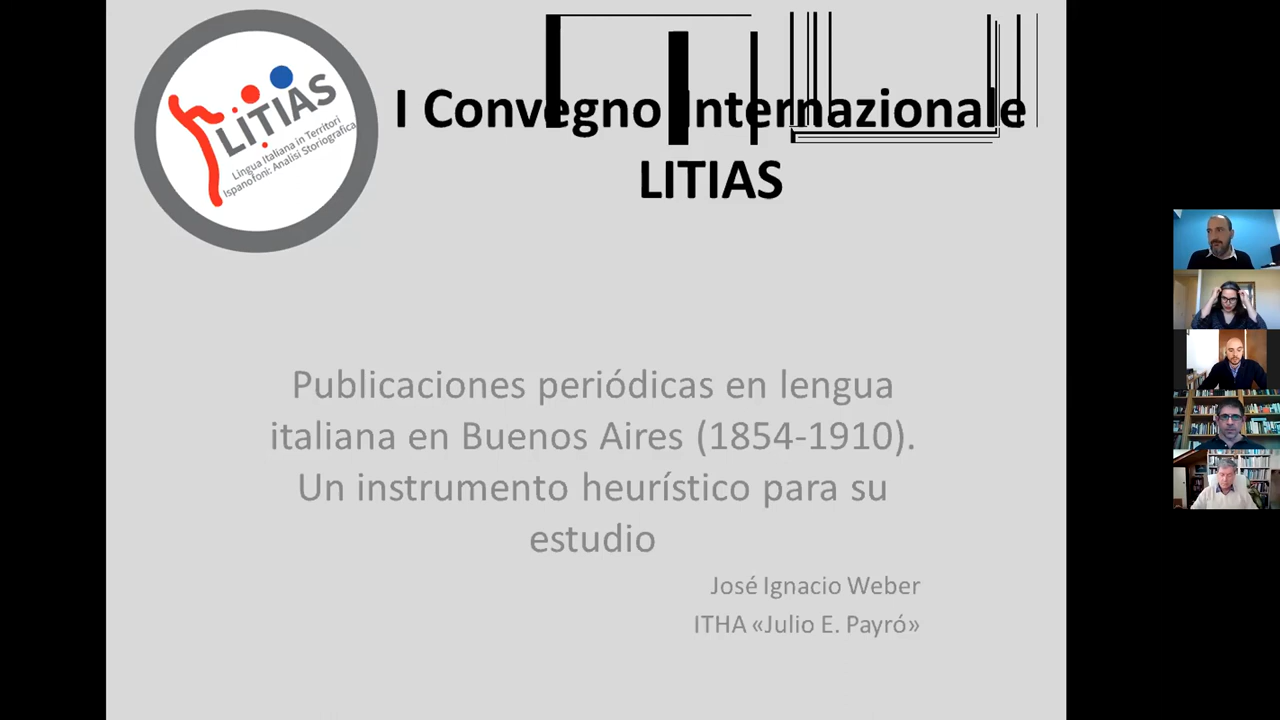 LITIAS
Lingua Italiana in Territori
Ispanofoni: Analisi Storiografica
I Convegno Internazionale
LITIAS
Publicaciones periódicas en lengua
italiana en Buenos Aires (1854-1910).
Un instrumento heurístico para su
estudio
José Ignacio Weber
ITHA «Julio E. Payró»